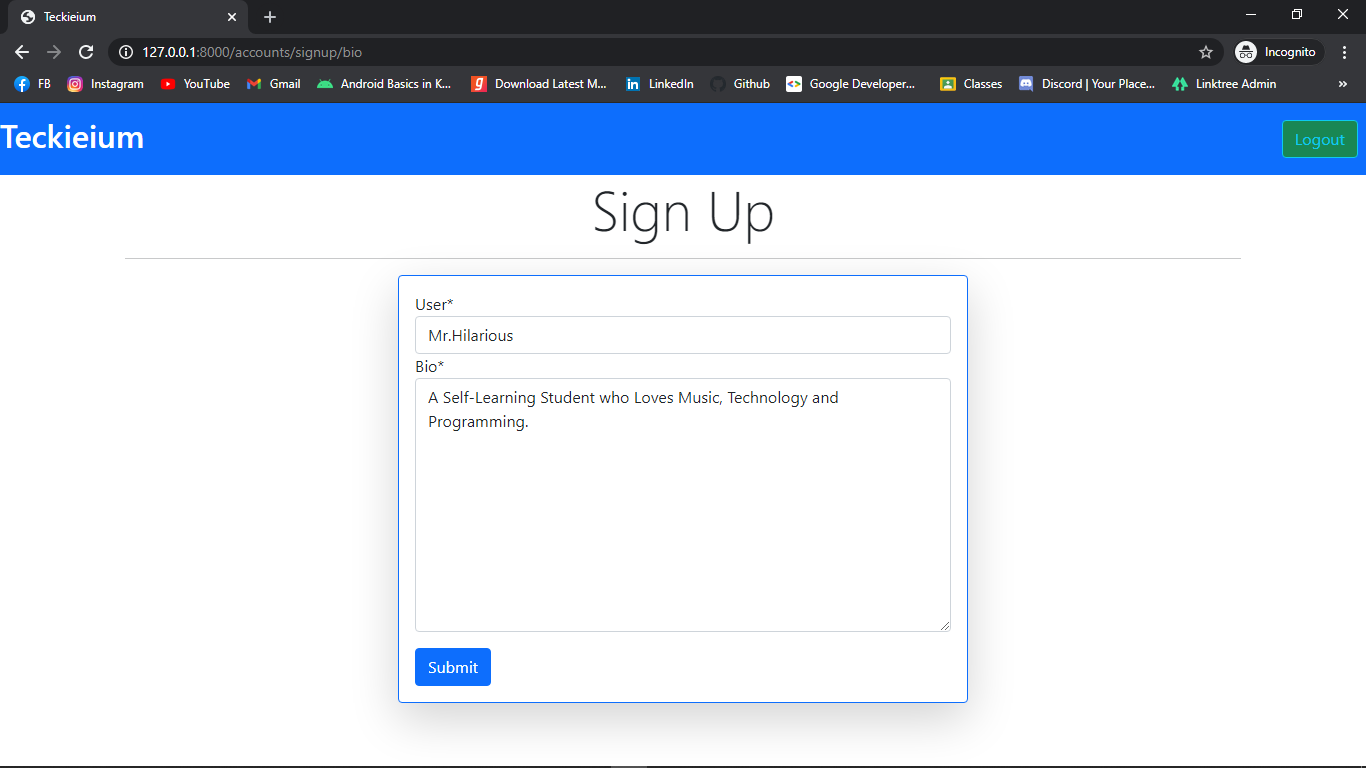 Teckieium
127.0.0.1:8000/accounts/signup/bio
Incognito
FB Instagram YouTube Gmail Android Basics in K... Download Latest M... LinkedIn Github Google Developer... Classes Discord | Your Place... Linktree Admin »
Teckieium
Logout
Sign Up
User*
Mr.Hilarious
Bio*
A Self-Learning Student who Loves Music, Technology and
Programming.
Submit